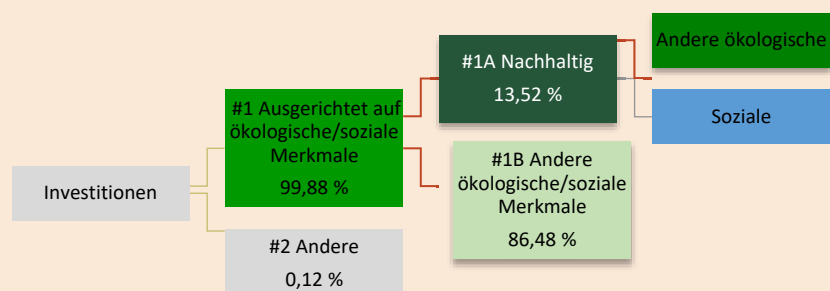 Investitionen
#1 Ausgerichtet auf
ökologische/soziale
Merkmale
99,88 %
#2 Andere
0,12 %
#1A Nachhaltig
13,52 %
#1B Andere
ökologische/soziale
Merkmale
86,48 %
Andere ökologische
Soziale